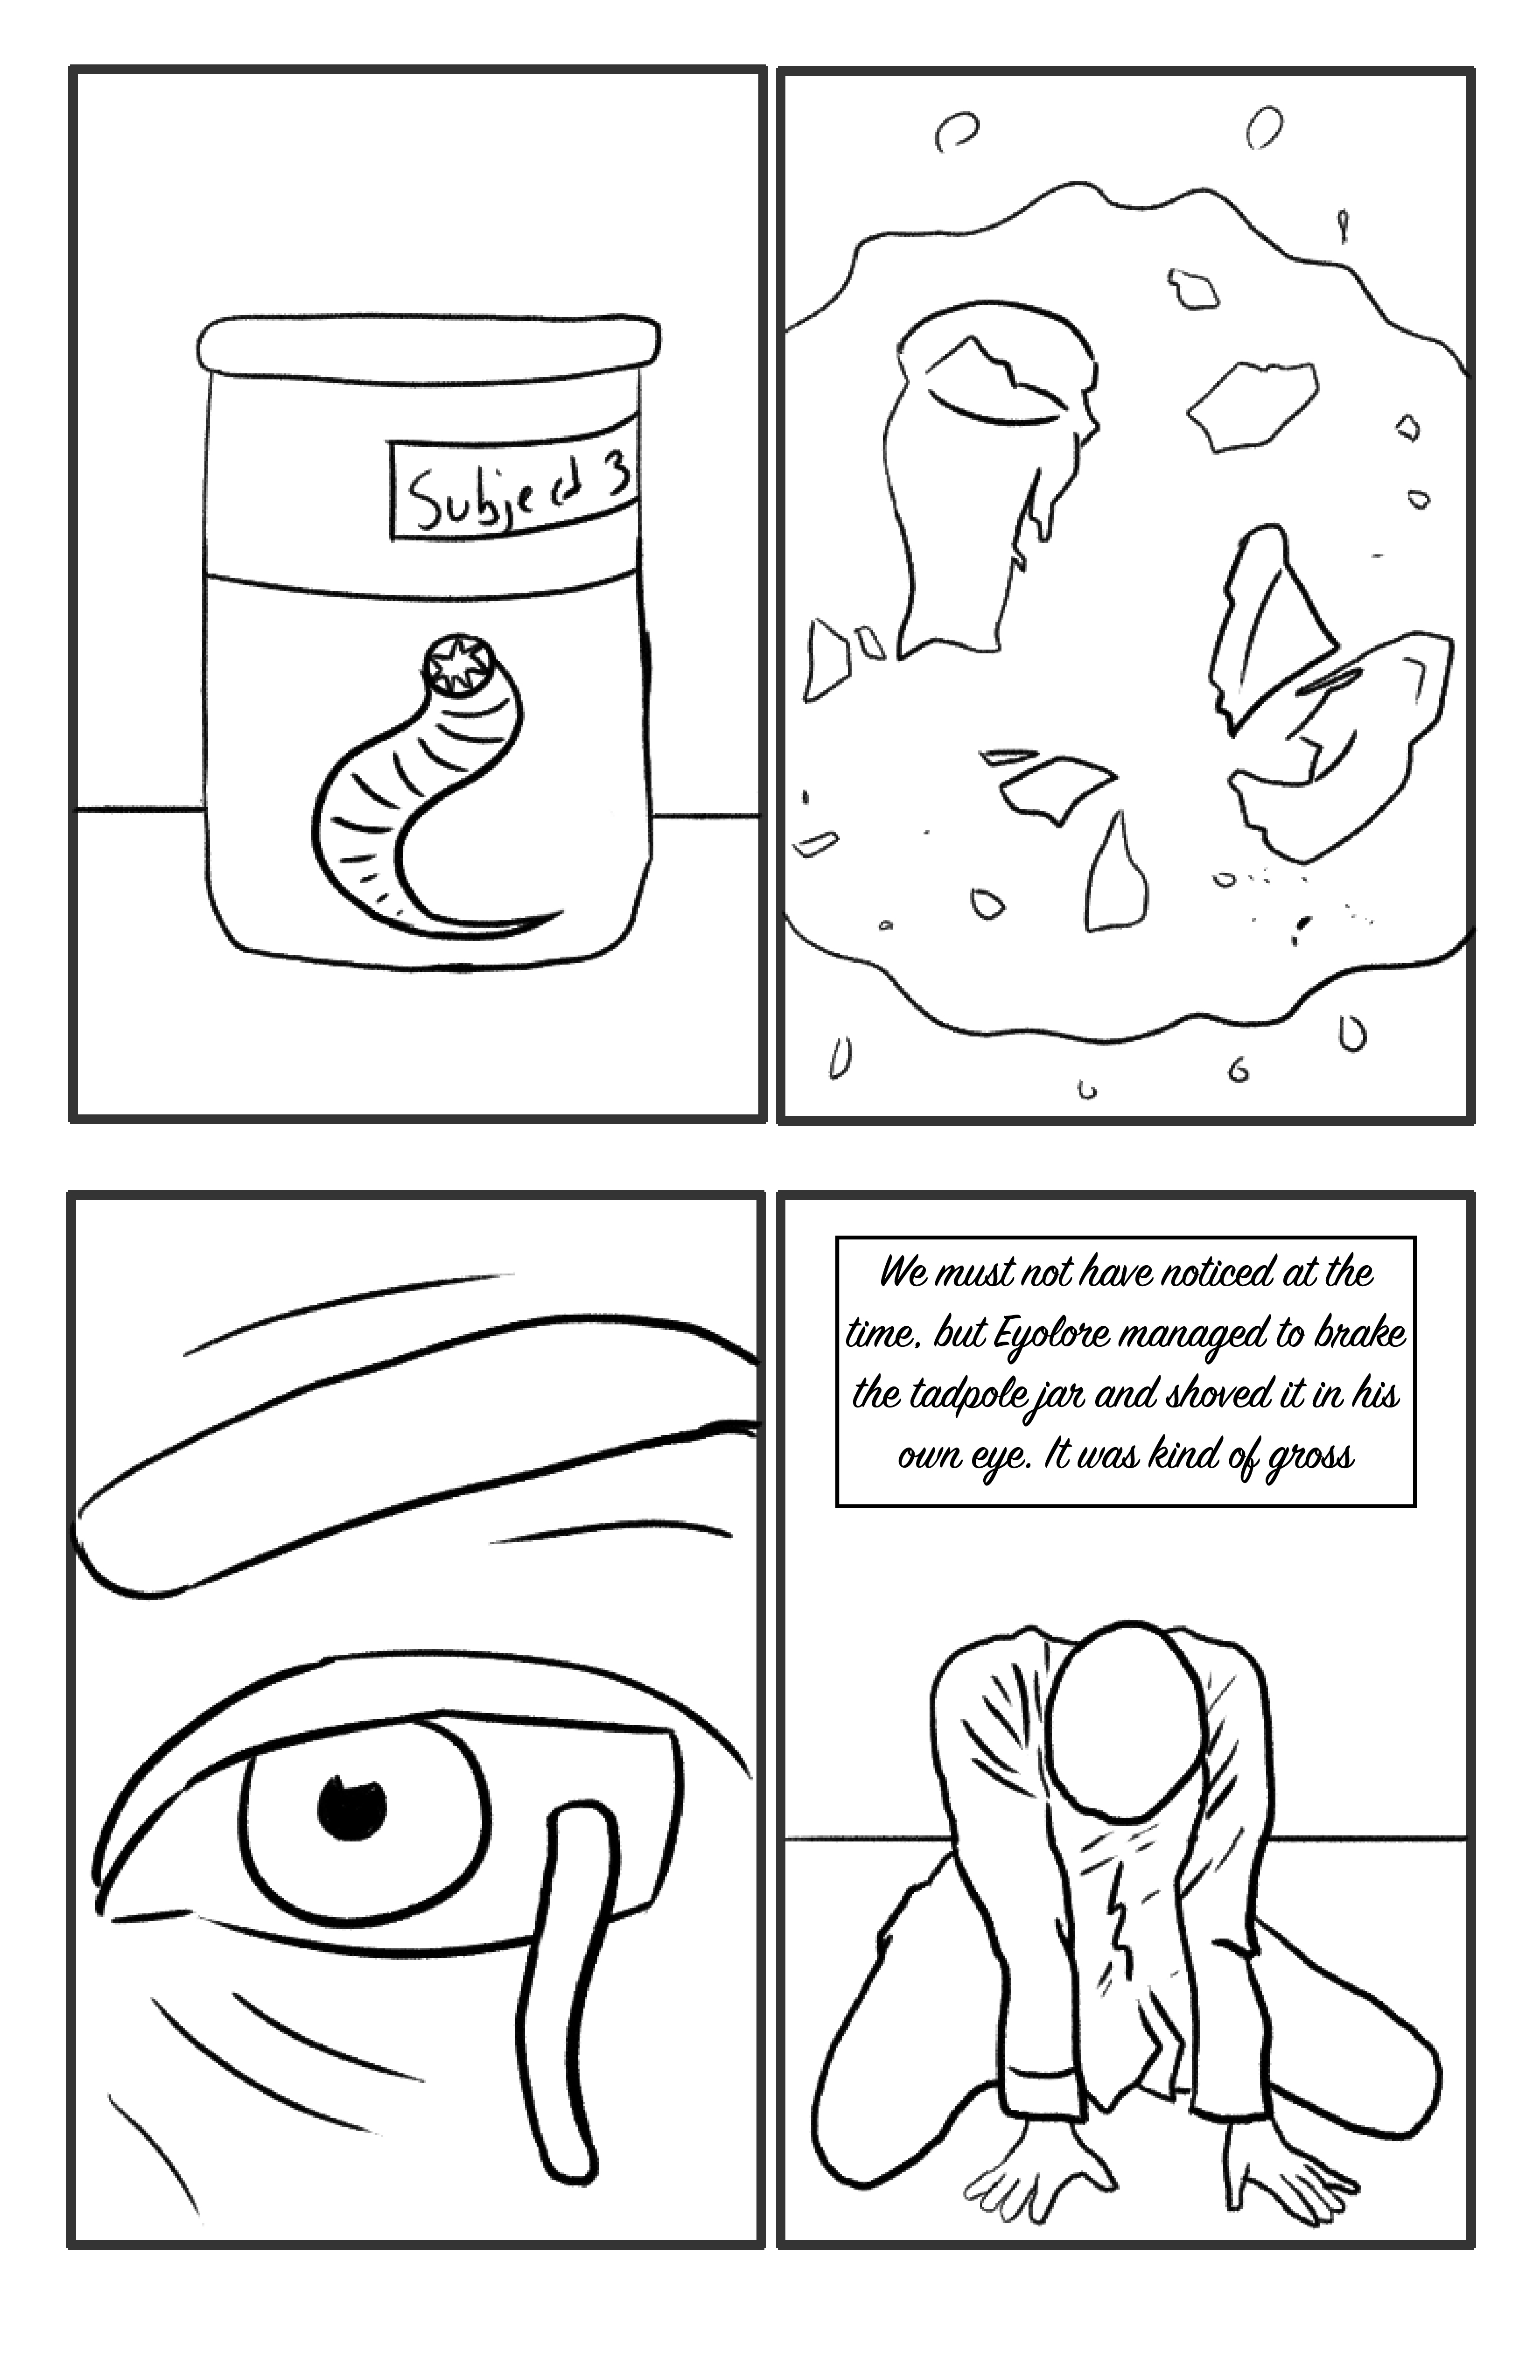 Subject 3
We must not have noticed at the
time, but Eyolore managed to brake
the tadpole jar and shoved it in his
own eye. It was kind of gross